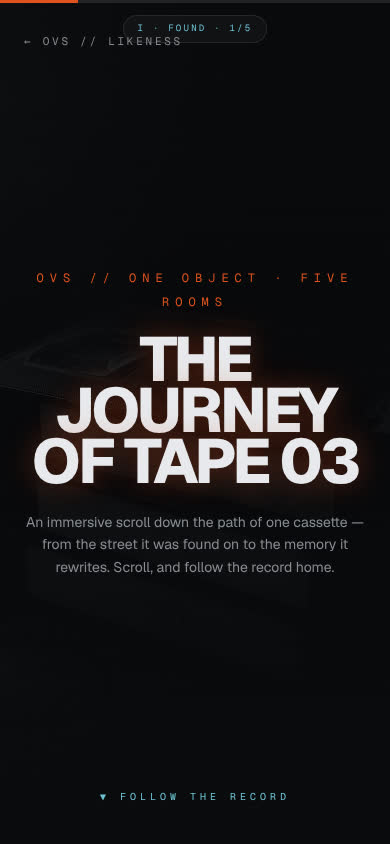 I · FOUND · 1/5
← OVS // LIKENESS
OVS // ONE OBJECT · FIVE
ROOMS
THE
JOURNEY
OF TAPE 03
An immersive scroll down the path of one cassette —
from the street it was found on to the memory it
rewrites. Scroll, and follow the record home.
▼ FOLLOW THE RECORD